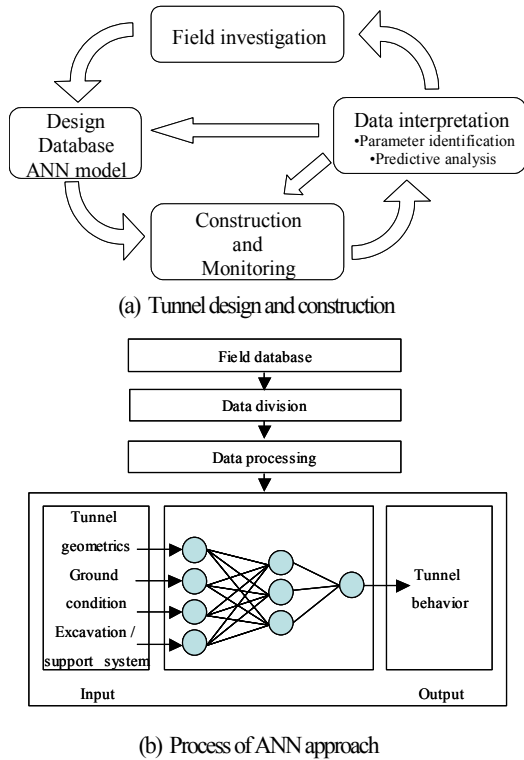 Field investigation
Design
Database
ANN model
Data interpretation
•Parameter identification
•Predictive analysis
Construction
and
Monitoring
(a) Tunnel design and construction
Field database
Data division
Data processing
Tunnel
geometrics
Ground
condition
Excavation /
support system
Input
Tunnel
behavior
Output
(b) Process of ANN approach